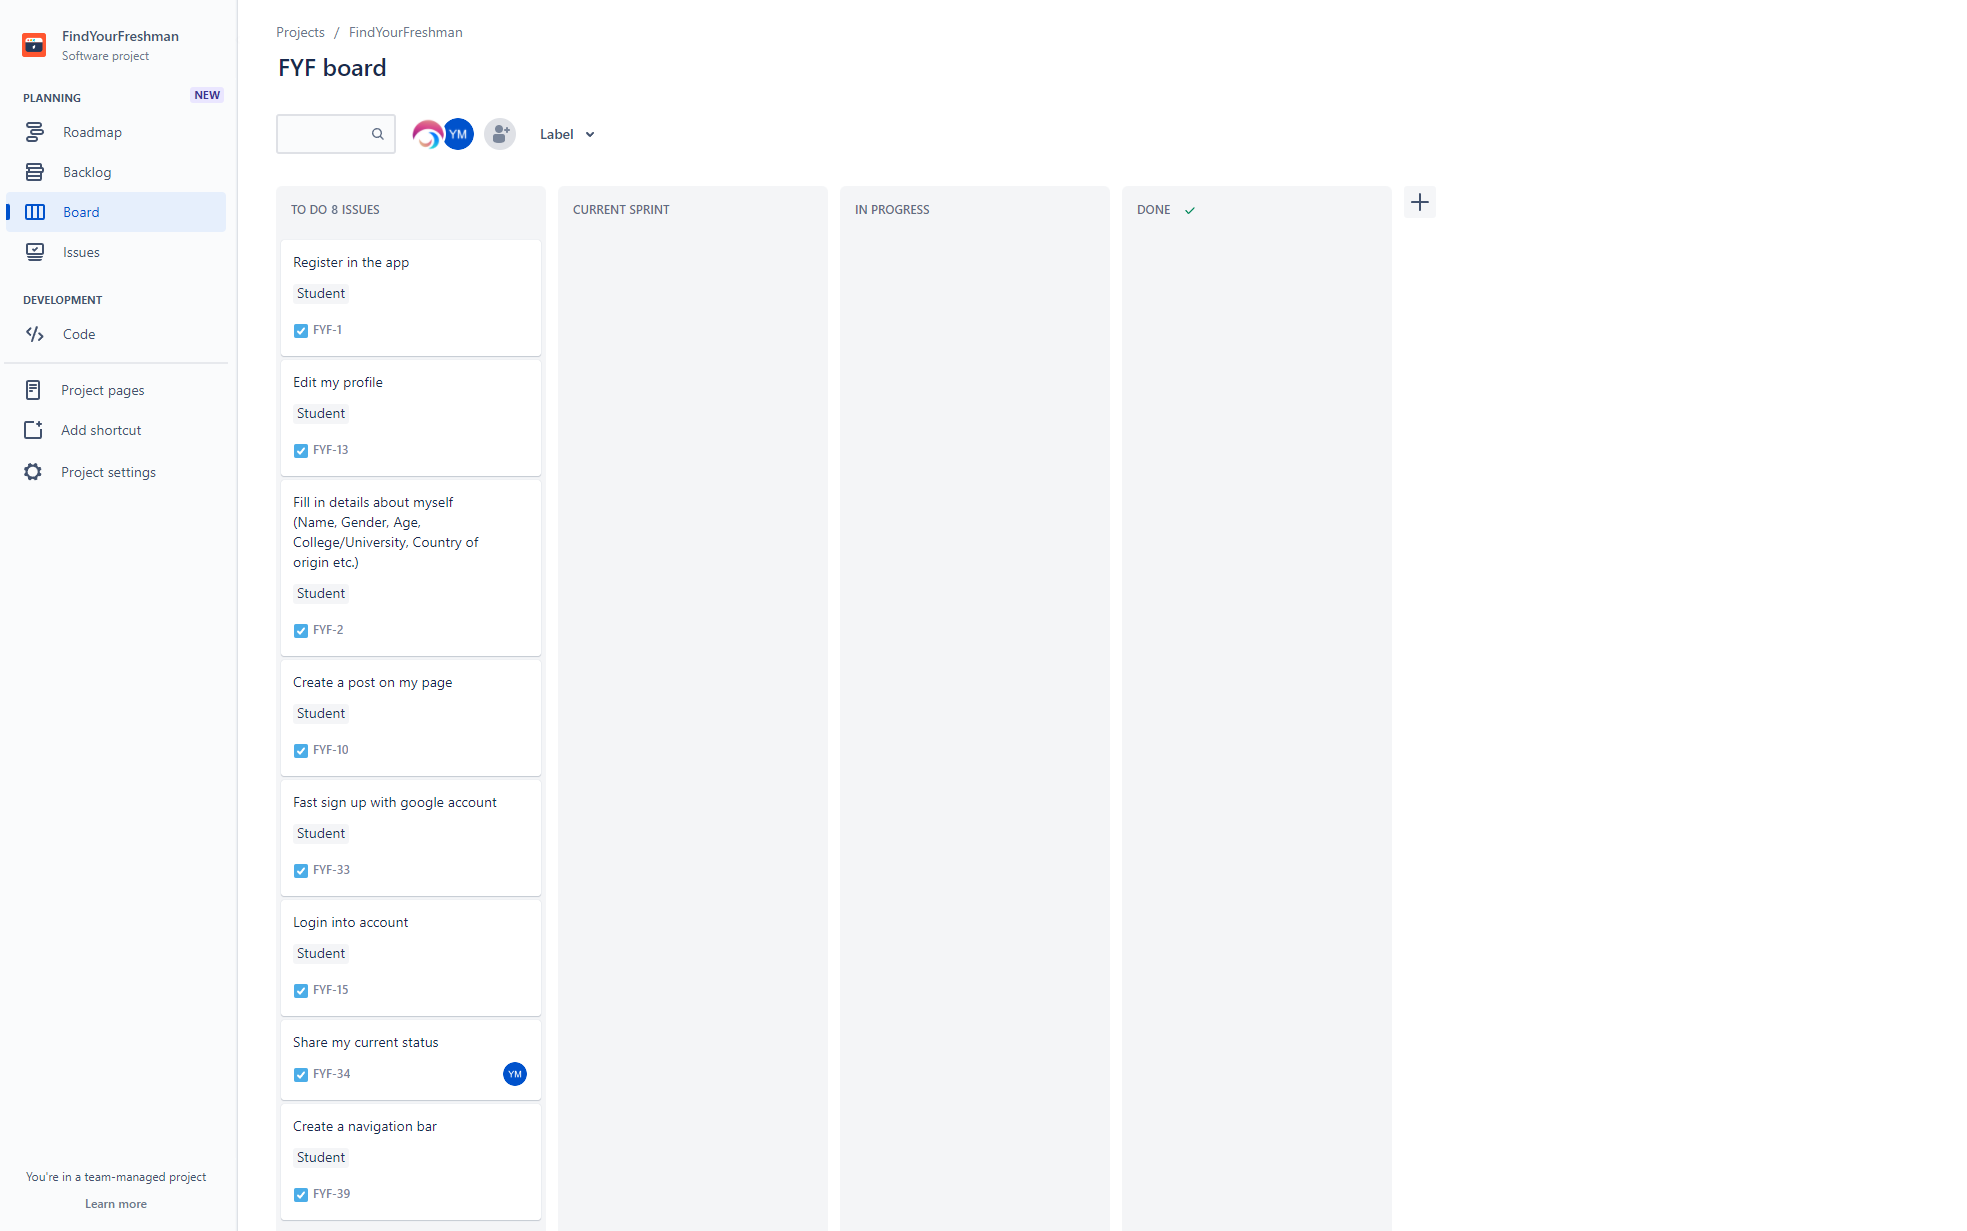 FindYourFreshman
Software project
PLANNING
NEW
Roadmap
Backlog
Board
Issues
DEVELOPMENT
Code
Project pages
Add shortcut
Project settings
You're in a team-managed project
Learn more
Projects / FindYourFreshman
FYF board
YM
Label
TO DO 8 ISSUES
Register in the app
Student
FYF-1
Edit my profile
Student
FYF-13
Fill in details about myself
(Name, Gender, Age,
College/University, Country of
origin etc.)
Student
FYF-2
Create a post on my page
Student
FYF-10
Fast sign up with google account
Student
FYF-33
Login into account
Student
FYF-15
Share my current status
FYF-34
YM
Create a navigation bar
Student
FYF-39
CURRENT SPRINT
IN PROGRESS
DONE